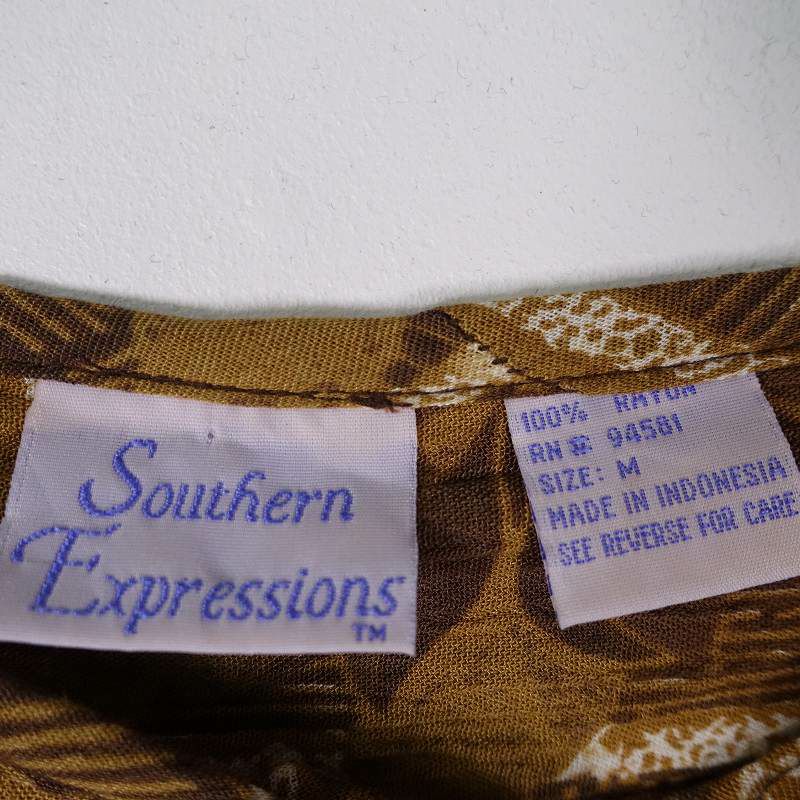 Southern
Expressions
TM
100% RAYON
RN # 94581
SIZE: M
MADE IN INDONESIA
SEE REVERSE FOR CARE